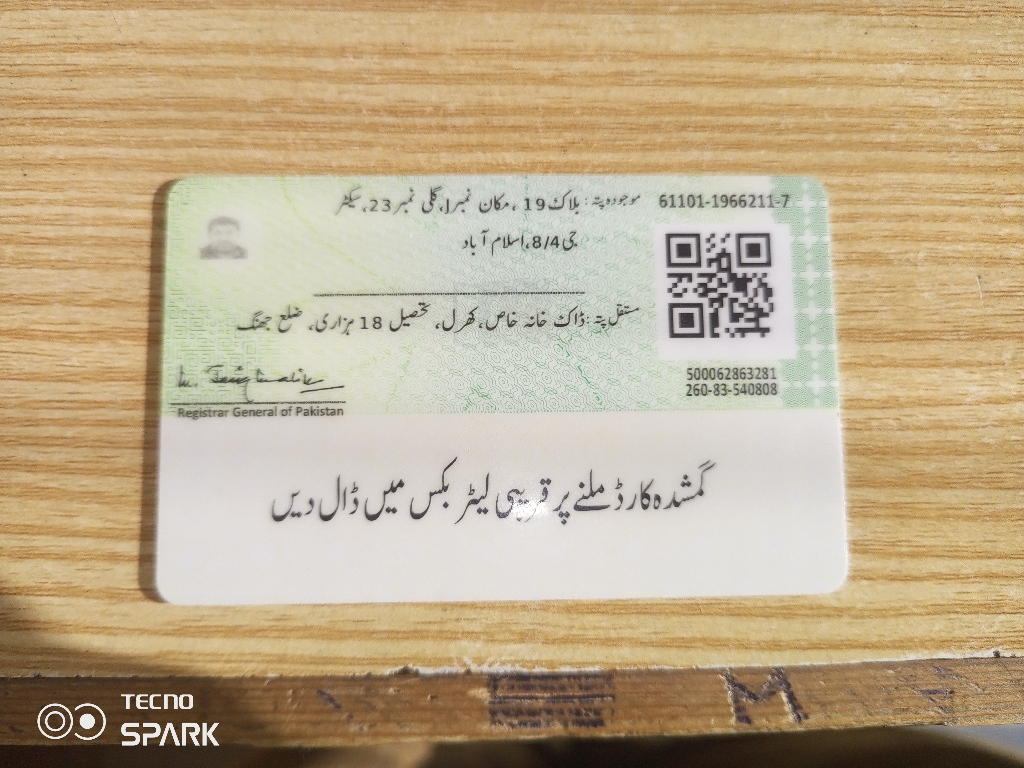 موجودہ پتہ: بلاک 19، مکان نمبر 1، گلی نمبر 23، سیکٹر
جی 8/4، اسلام آباد
61101-1966211-7
مستقل پتہ: ڈاک خانہ خاص، کھرل، تحصیل 18 ہزاری، ضلع جھنگ
500062863281
260-83-540808
Registrar General of Pakistan
گمشدہ کارڈ ملنے پر قریبی لیٹر بکس میں ڈال دیں
M
TECNO
SPARK